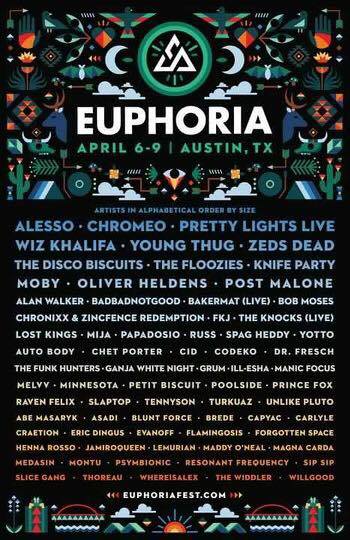 EUPHORIA
APRIL 6-9 | AUSTIN, TX
ARTISTS IN ALPHABETICAL ORDER BY SIZE
ALESSO · CHROMEO · PRETTY LIGHTS LIVE
WIZ KHALIFA · YOUNG THUG · ZEDS DEAD
THE DISCO BISCUITS · THE FLOOZIES · KNIFE PARTY
MOBY · OLIVER HELDENS · POST MALONE
ALAN WALKER · BADBADNOTGOOD · BAKERMAT (LIVE) · BOB MOSES
CHRONIXX & ZINCFENCE REDEMPTION · FKJ · THE KNOCKS (LIVE)
LOST KINGS · MIJA · PAPADOSIO · RUSS · SPAG HEDDY · YOTTO
AUTO BODY · CHET PORTER · CID · CODEKO · DR. FRESCH
THE FUNK HUNTERS · GANJA WHITE NIGHT · GRUM · ILL-ESHA · MANIC FOCUS
MELVV · MINNESOTA · PETIT BISCUIT · POOLSIDE · PRINCE FOX
RAVEN FELIX · SLAPTOP · TENNYSON · TURKUAZ · UNLIKE PLUTO
ABE MASARYK · ASADI · BLUNT FORCE · BREDE · CAPYAC · CARLYLE
CRAETION · ERIC DINGUS · EVANOFF · FLAMINGOSIS · FORGOTTEN SPACE
HENNA ROSSO · JAMIROQUEEN · LEMURIAN · MADDY O'NEAL · MAGNA CARDA
MEDASIN · MONTU · PSYMBIONIC · RESONANT FREQUENCY · SIP SIP
SLICE GANG · THOREAU · WHEREISALEX · THE WIDDLER · WILLGOOD
EUPHORIAFEST.COM